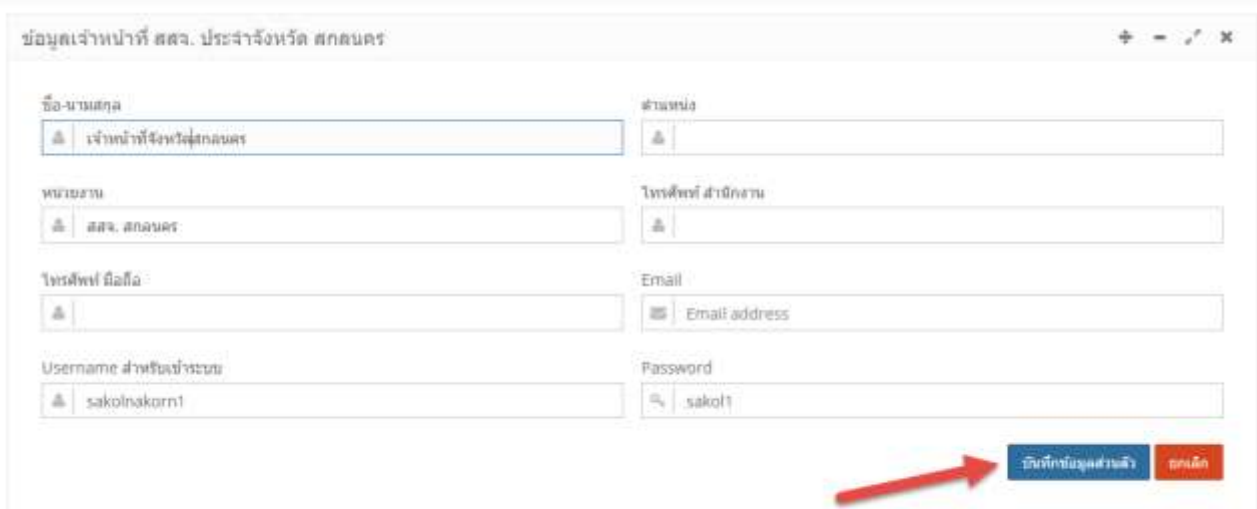 ข้อมูลเจ้าหน้าที่ สสจ. ประจำจังหวัด สกลนคร
ชื่อ-นามสกุล
ตำแหน่ง
เจ้าหน้าที่จังหวัดสกลนคร
หน่วยงาน
โทรศัพท์ สำนักงาน
สสจ. สกลนคร
โทรศัพท์ มือถือ
Email
Email address
Username สำหรับเข้าระบบ
Password
sakolnakorn1
sakol1
บันทึกข้อมูลส่วนตัว ยกเลิก